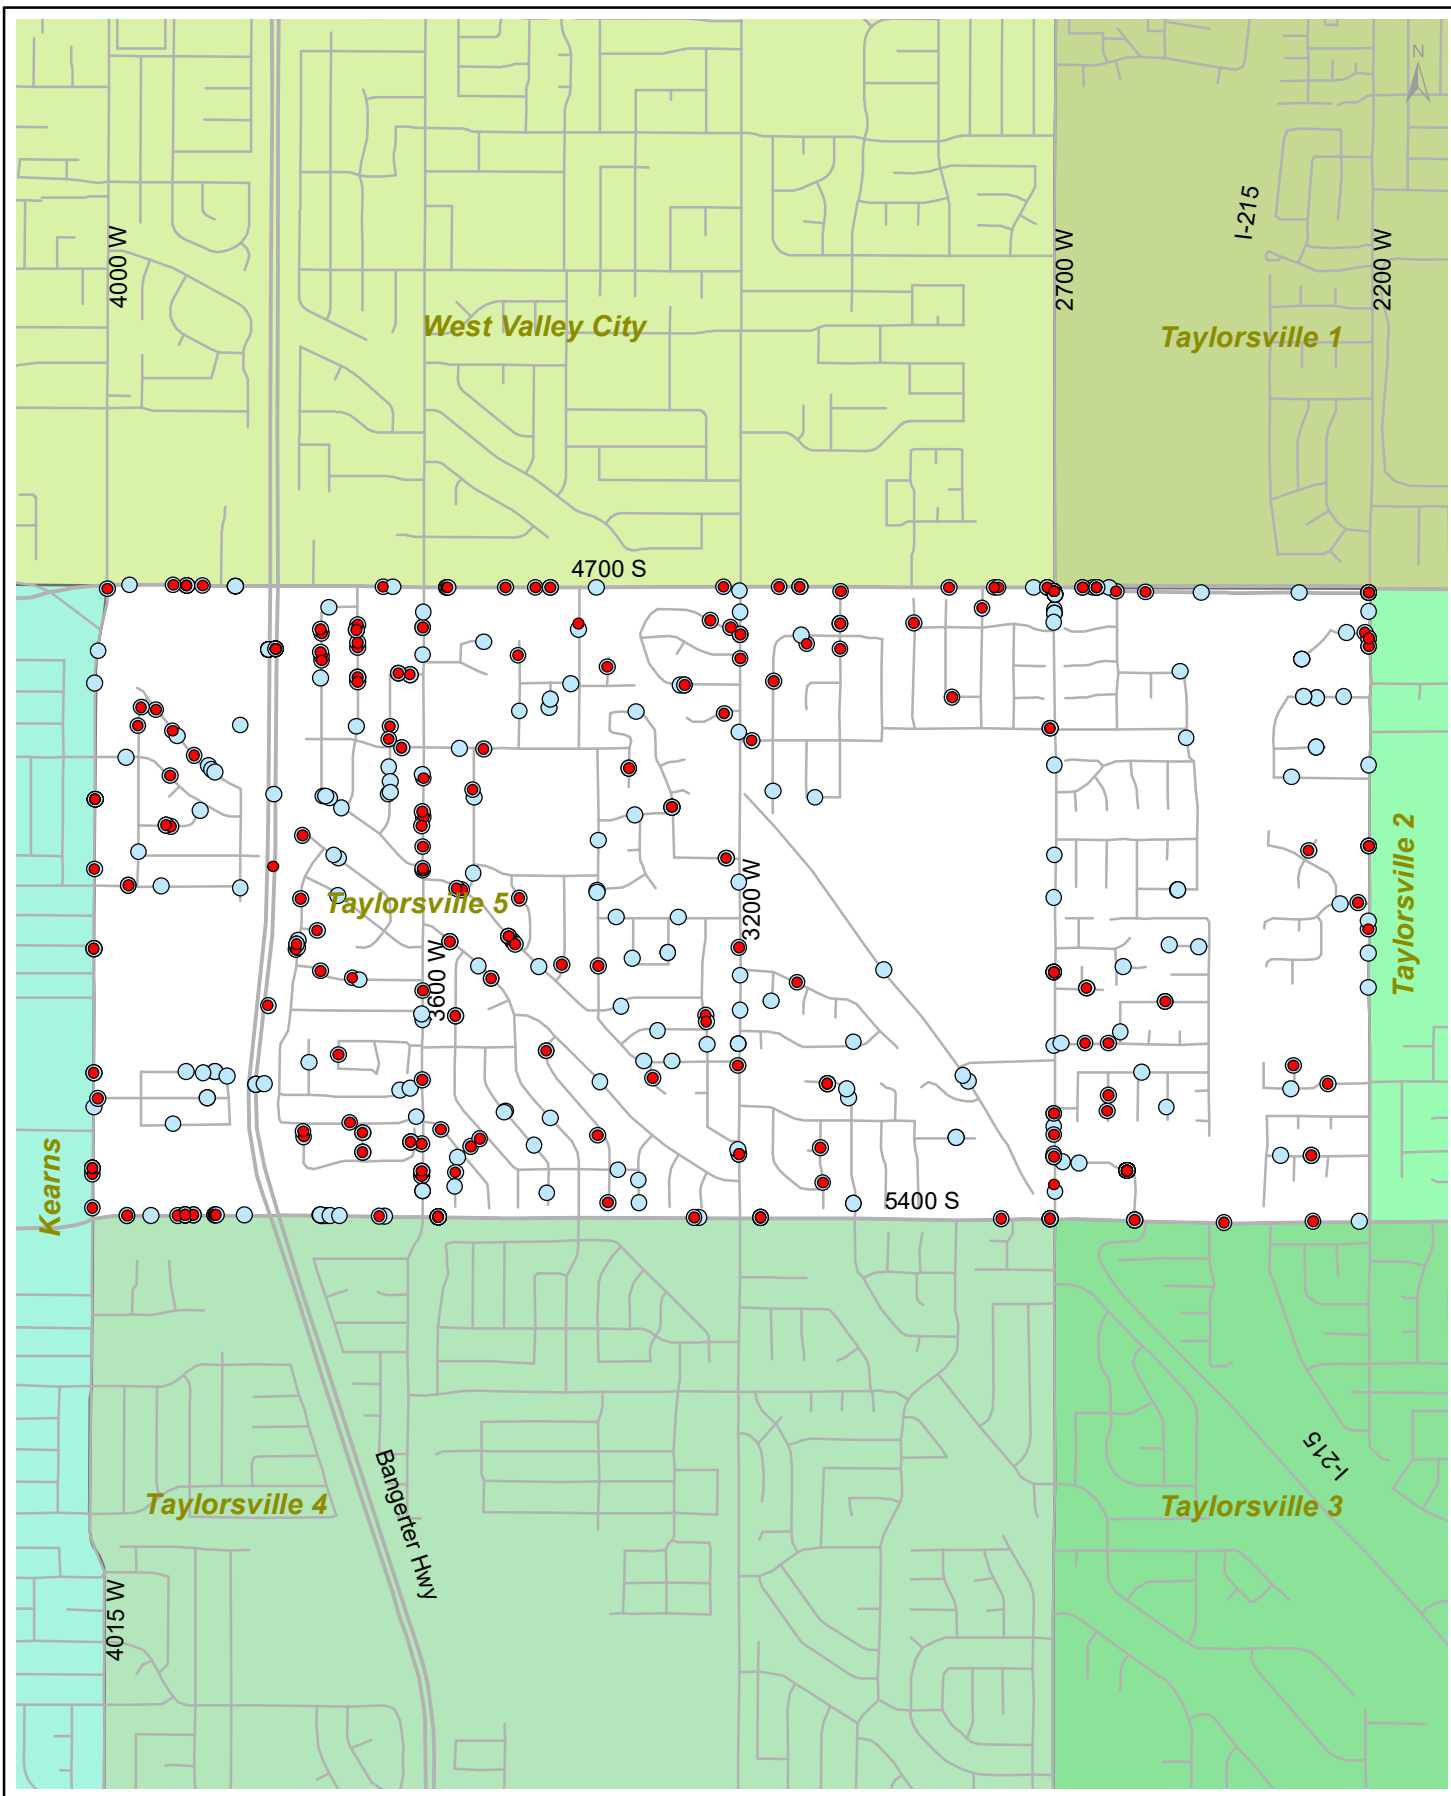 N
I-215
4000 W
2700 W
2200 W
West Valley City
Taylorsville 1
4700 S
Taylorsville 2
3200 W
Taylorsville 5
3600 W
Kearns
5400 S
I-215
Bangerter Hwy
Taylorsville 4
Taylorsville 3
4015 W